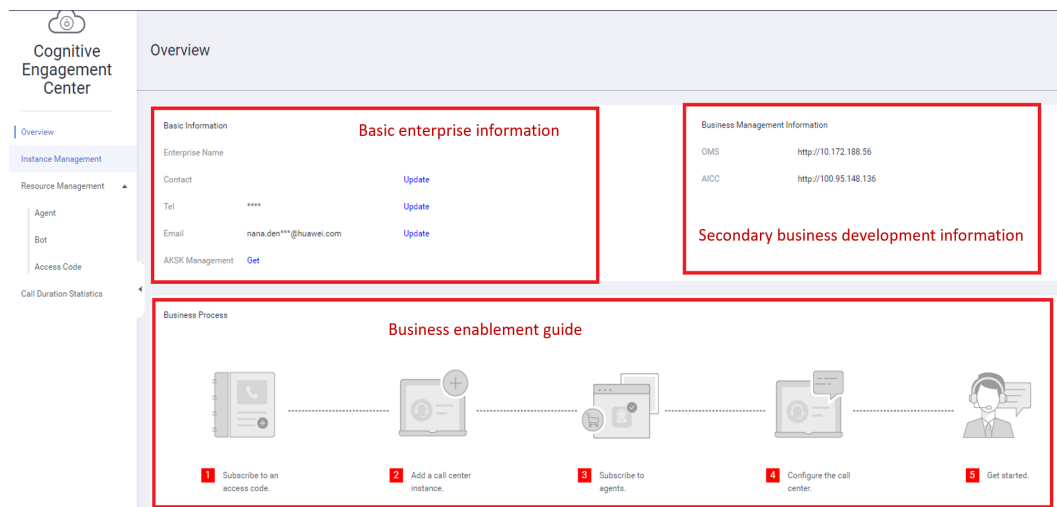 Cognitive
Engagement
Center
Overview
Instance Management
Resource Management
Agent
Bot
Access Code
Call Duration Statistics
Overview
Basic Information
Basic enterprise information
Enterprise Name
Contact Update
Tel **** Update
Email nana.den***@huawei.com Update
AKSK Management Get
Business Management Information
OMS http://10.172.188.56
AICC http://100.95.148.136
Secondary business development information
Business Process
Business enablement guide
1 Subscribe to an
access code.
2 Add a call center
instance.
3 Subscribe to
agents.
4 Configure the call
center.
5 Get started.